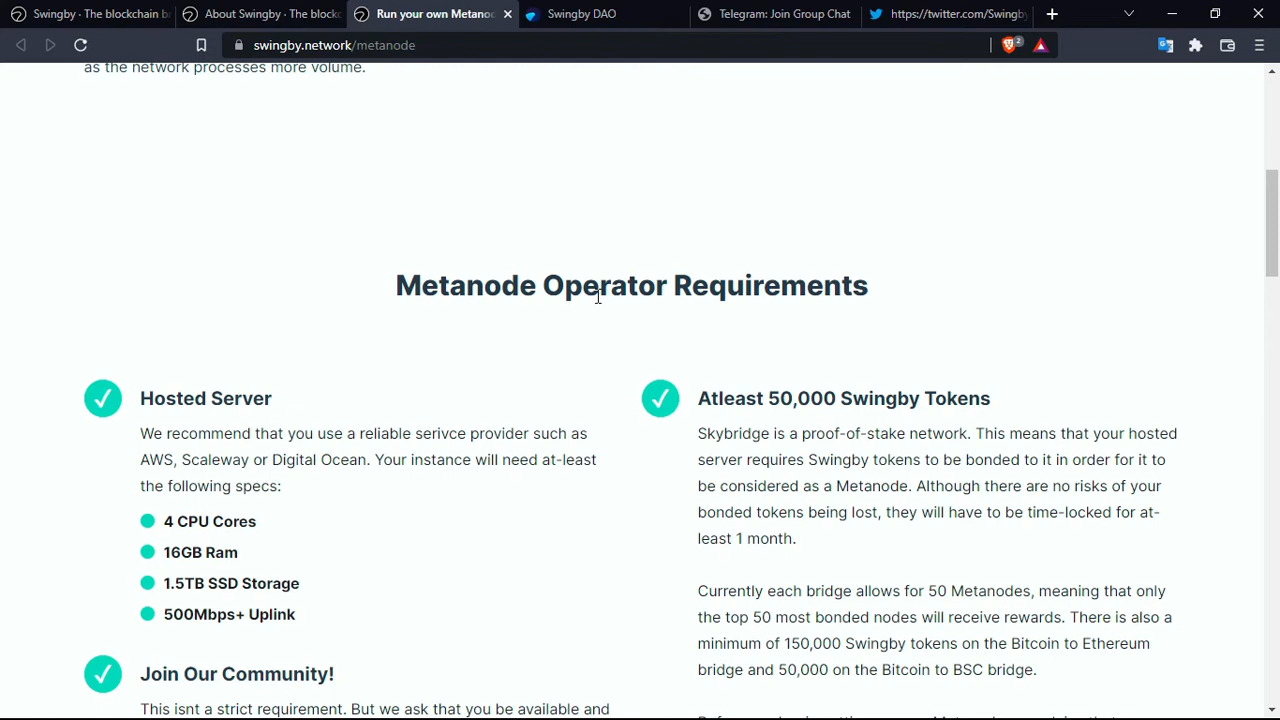 Swingby · The blockchain b
About Swingby · The block
Run your own Metano
Swingby DAO
Telegram: Join Group Chat
https://twitter.com/Swingby
swingby.network/metanode
2
as the network processes more volume.
Metanode Operator Requirements
Hosted Server
We recommend that you use a reliable serivce provider such as
AWS, Scaleway or Digital Ocean. Your instance will need at-least
the following specs:
4 CPU Cores
16GB Ram
1.5TB SSD Storage
500Mbps+ Uplink
Join Our Community!
This isnt a strict requirement. But we ask that you be available and
Atleast 50,000 Swingby Tokens
Skybridge is a proof-of-stake network. This means that your hosted
server requires Swingby tokens to be bonded to it in order for it to
be considered as a Metanode. Although there are no risks of your
bonded tokens being lost, they will have to be time-locked for at-
least 1 month.
Currently each bridge allows for 50 Metanodes, meaning that only
the top 50 most bonded nodes will receive rewards. There is also a
minimum of 150,000 Swingby tokens on the Bitcoin to Ethereum
bridge and 50,000 on the Bitcoin to BSC bridge.